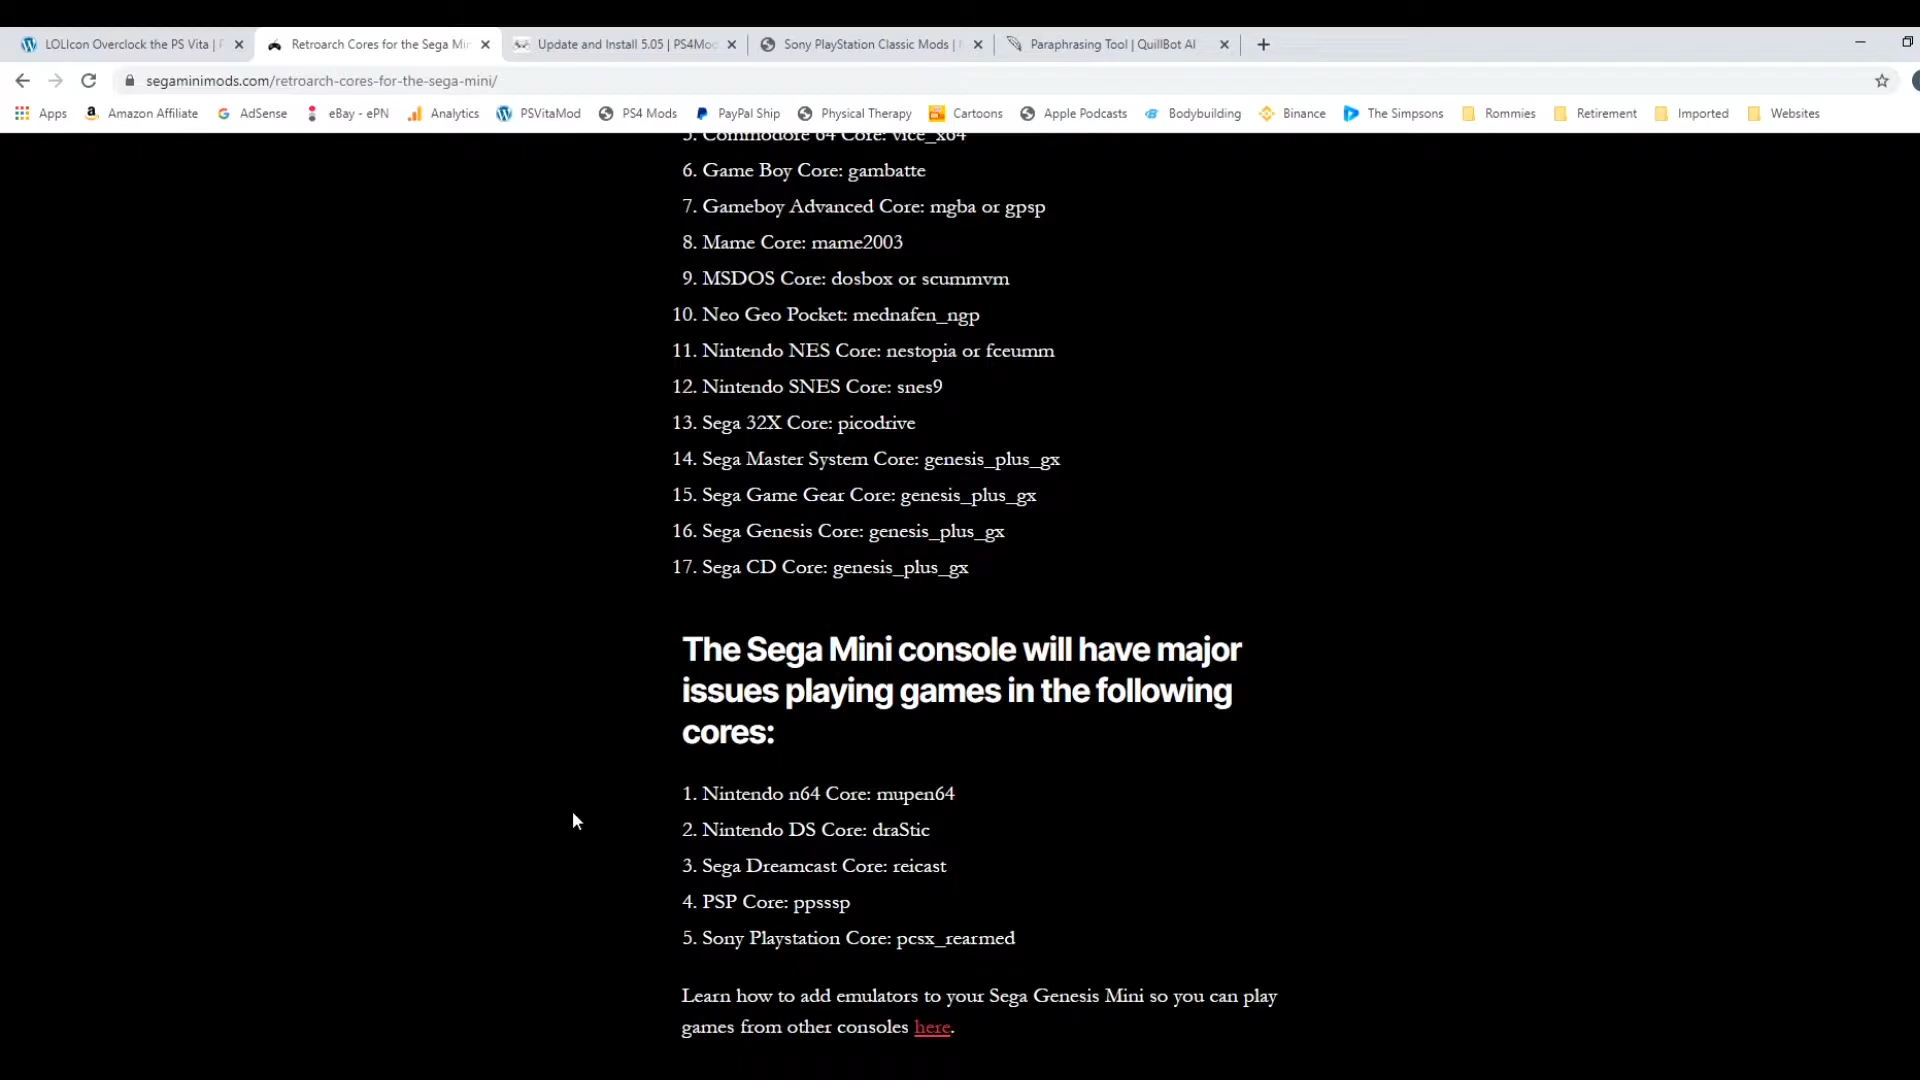 LOLIcon Overclock the PS Vita |
Retroarch Cores for the Sega Mi
Update and Install 5.05 | PS4Mo
Sony PlayStation Classic Mods |
Paraphrasing Tool | QuillBot AI
segaminimods.com/retroarch-cores-for-the-sega-mini/
Apps Amazon Affiliate AdSense eBay - ePN Analytics PSVitaMod PS4 Mods PayPal Ship Physical Therapy Cartoons Apple Podcasts Bodybuilding Binance The Simpsons Rommies Retirement Imported Websites
5. Commodore 64 Core: vice_x64
6. Game Boy Core: gambatte
7. Gameboy Advanced Core: mgba or gpsp
8. Mame Core: mame2003
9. MSDOS Core: dosbox or scummvm
10. Neo Geo Pocket: mednafen_ngp
11. Nintendo NES Core: nestopia or fceumm
12. Nintendo SNES Core: snes9
13. Sega 32X Core: picodrive
14. Sega Master System Core: genesis_plus_gx
15. Sega Game Gear Core: genesis_plus_gx
16. Sega Genesis Core: genesis_plus_gx
17. Sega CD Core: genesis_plus_gx
The Sega Mini console will have major
issues playing games in the following
cores:
1. Nintendo n64 Core: mupen64
2. Nintendo DS Core: draStic
3. Sega Dreamcast Core: reicast
4. PSP Core: ppsssp
5. Sony Playstation Core: pcsx_rearmed
Learn how to add emulators to your Sega Genesis Mini so you can play
games from other consoles here.